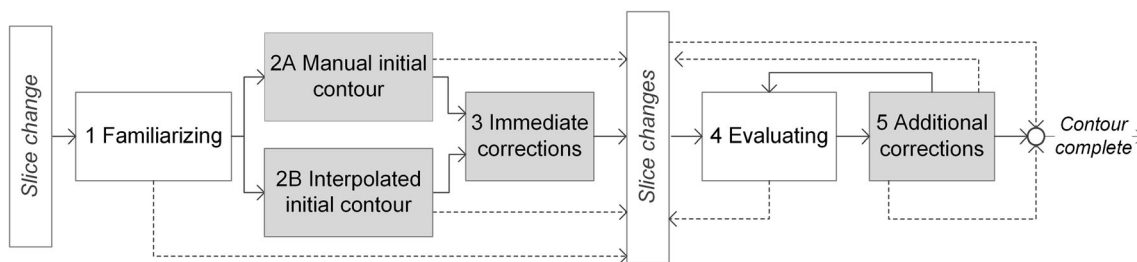 Slice change
1 Familiarizing
2A Manual initial
contour
2B Interpolated
initial contour
3 Immediate
corrections
Slice changes
4 Evaluating
5 Additional
corrections
Contour
complete